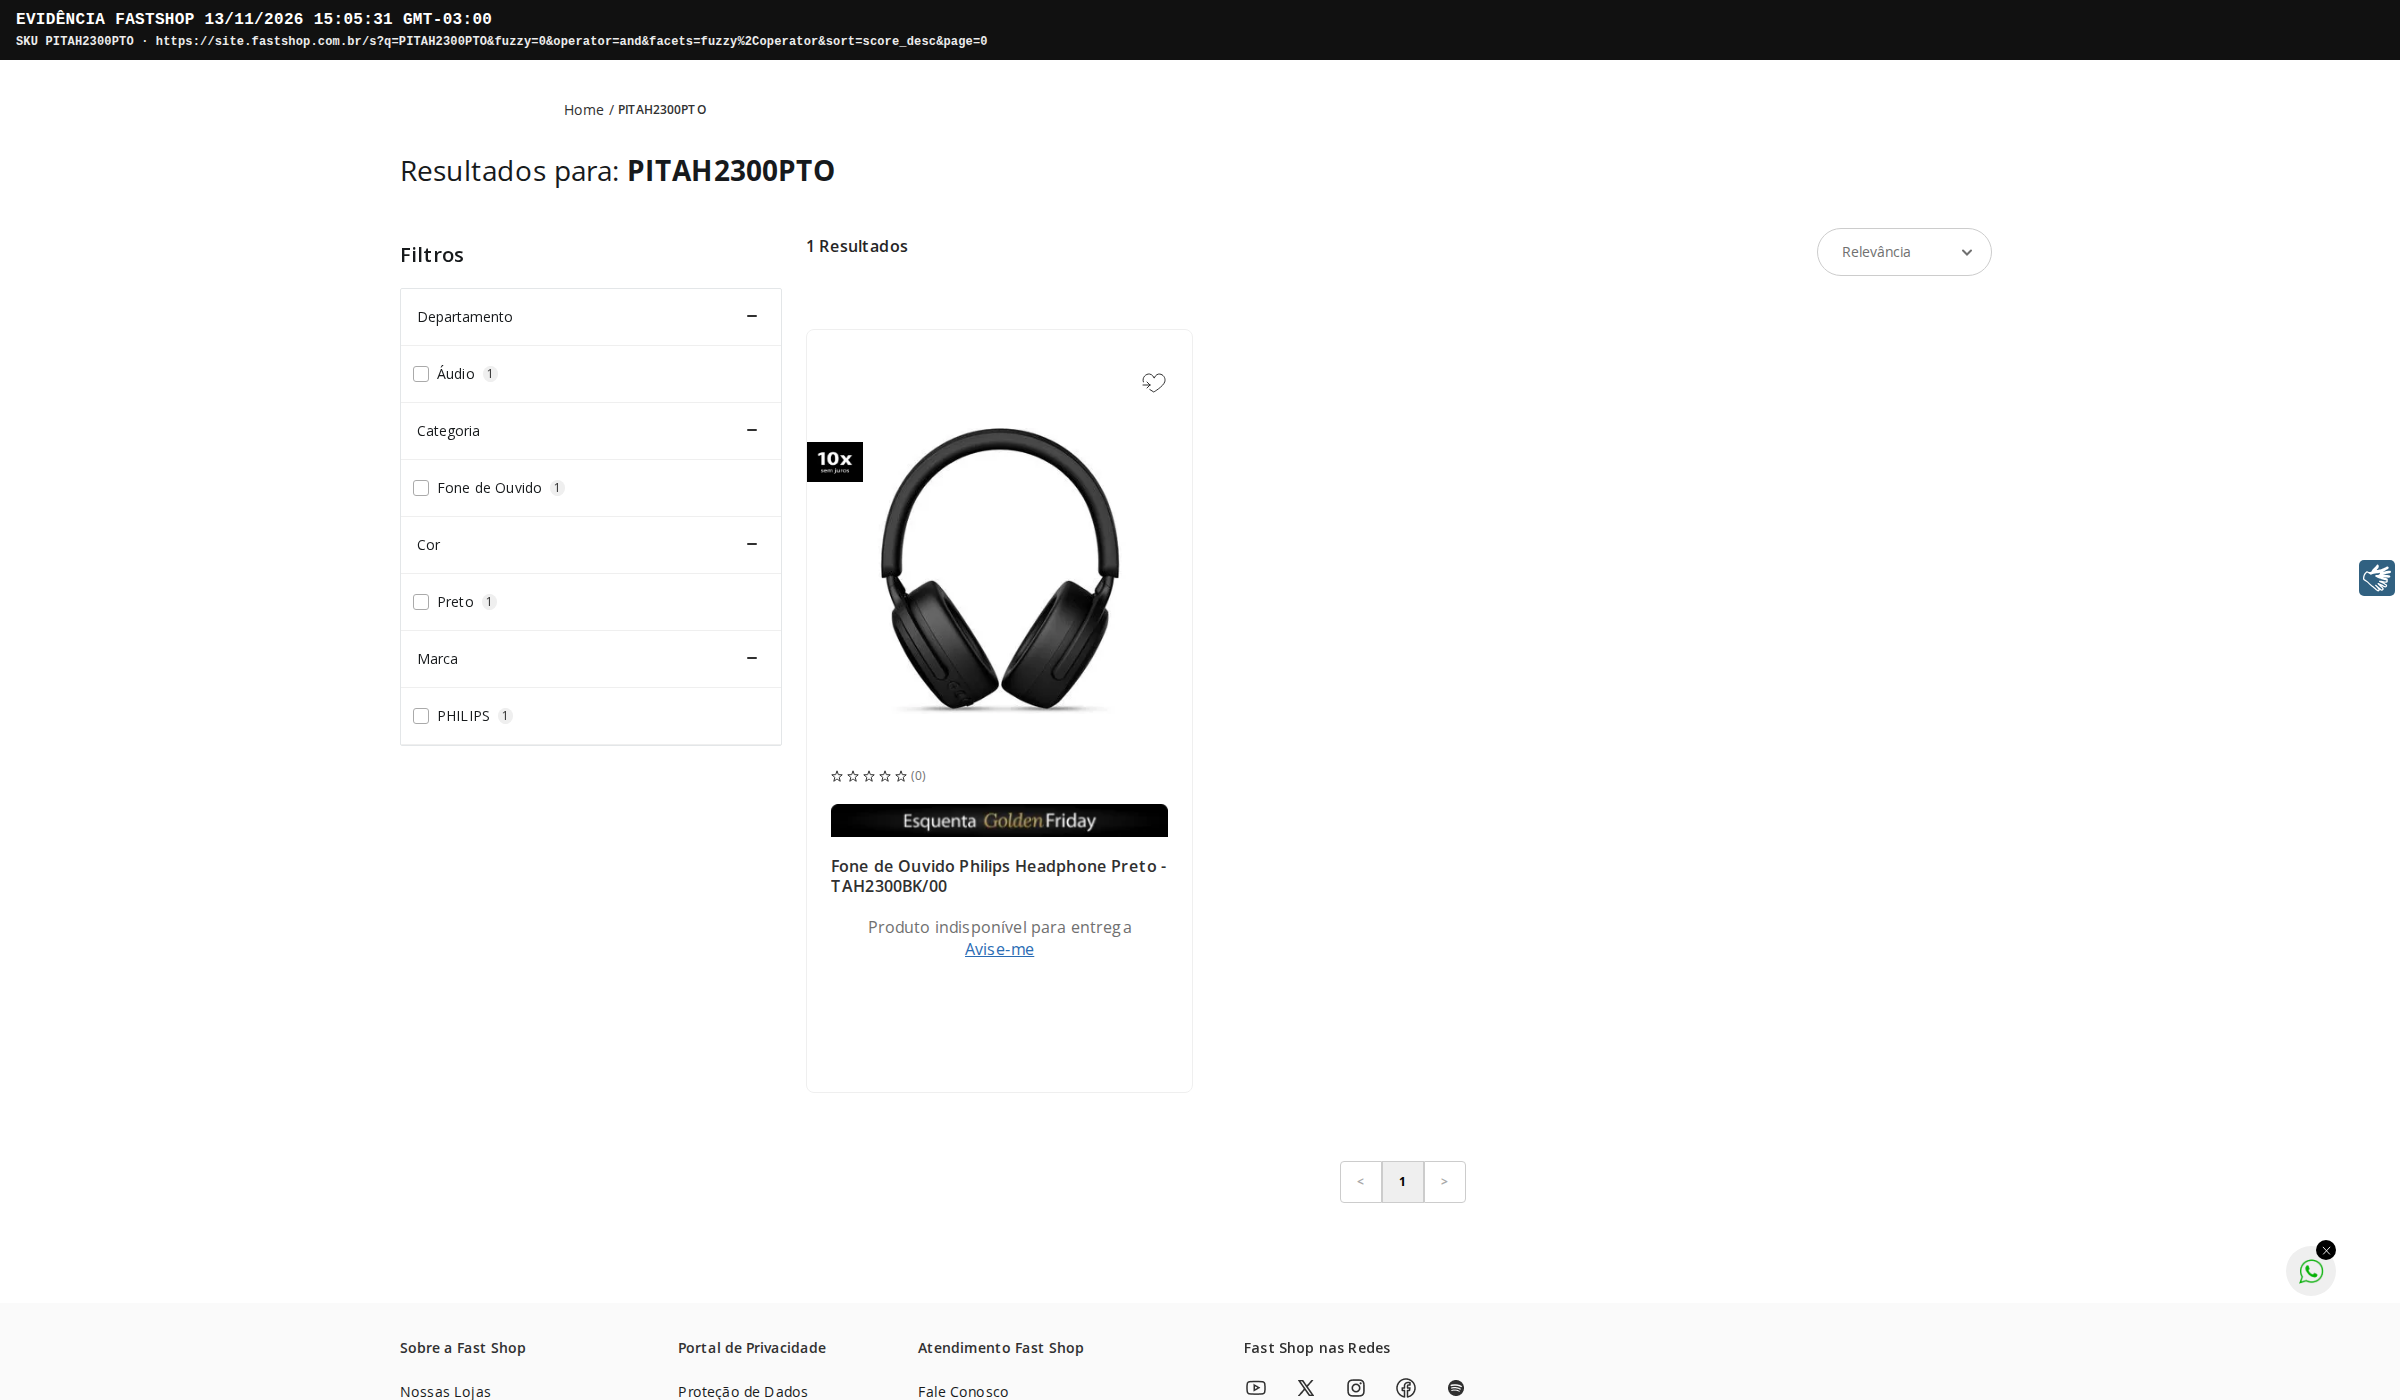 EVIDÊNCIA FASTSHOP 13/11/2026 15:05:31 GMT-03:00
SKU PITAH2300PTO · https://site.fastshop.com.br/s?q=PITAH2300PTO&fuzzy=0&operator=and&facets=fuzzy%2Coperator&sort=score_desc&page=0
Home / PITAH2300PTO
Resultados para: PITAH2300PTO
Filtros
1 Resultados
Relevância
Departamento
Áudio 1
Categoria
Fone de Ouvido 1
Cor
Preto 1
Marca
PHILIPS 1
10x
sem juros
(0)
Esquenta Golden Friday
Fone de Ouvido Philips Headphone Preto -
TAH2300BK/00
Produto indisponível para entrega
Avise-me
< 1 >
Sobre a Fast Shop
Portal de Privacidade
Atendimento Fast Shop
Fast Shop nas Redes
Nossas Lojas
Proteção de Dados
Fale Conosco